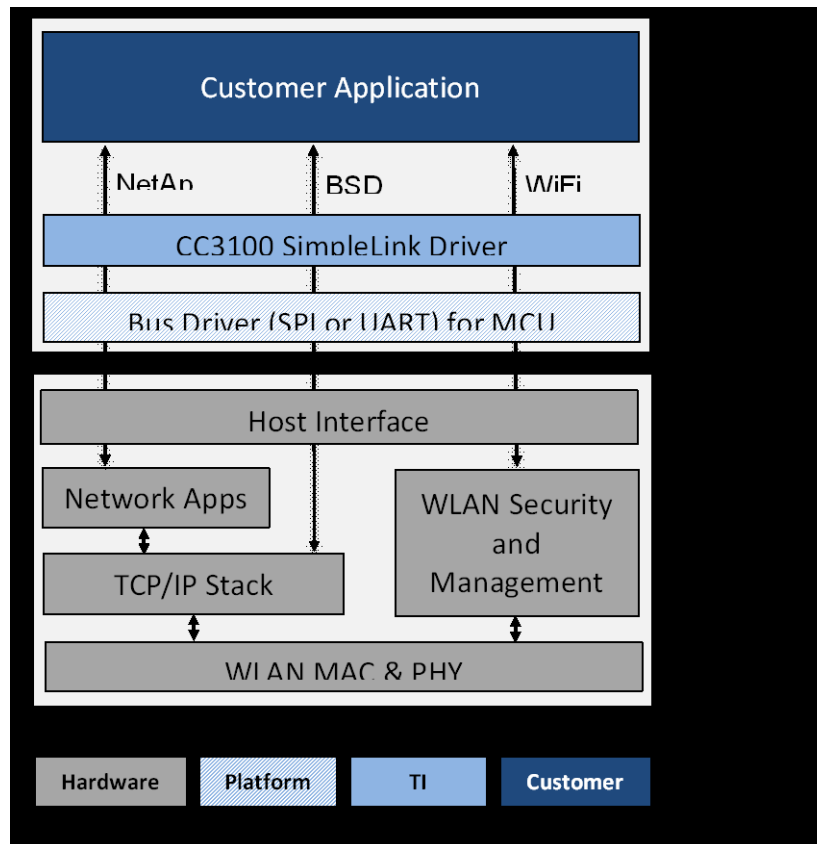 Customer Application
NetAp
BSD
WiFi
CC3100 SimpleLink Driver
Bus Driver (SPI or UART) for MCU
Host Interface
Network Apps
WLAN Security
and
Management
TCP/IP Stack
WLAN MAC & PHY
Hardware
Platform
TI
Customer